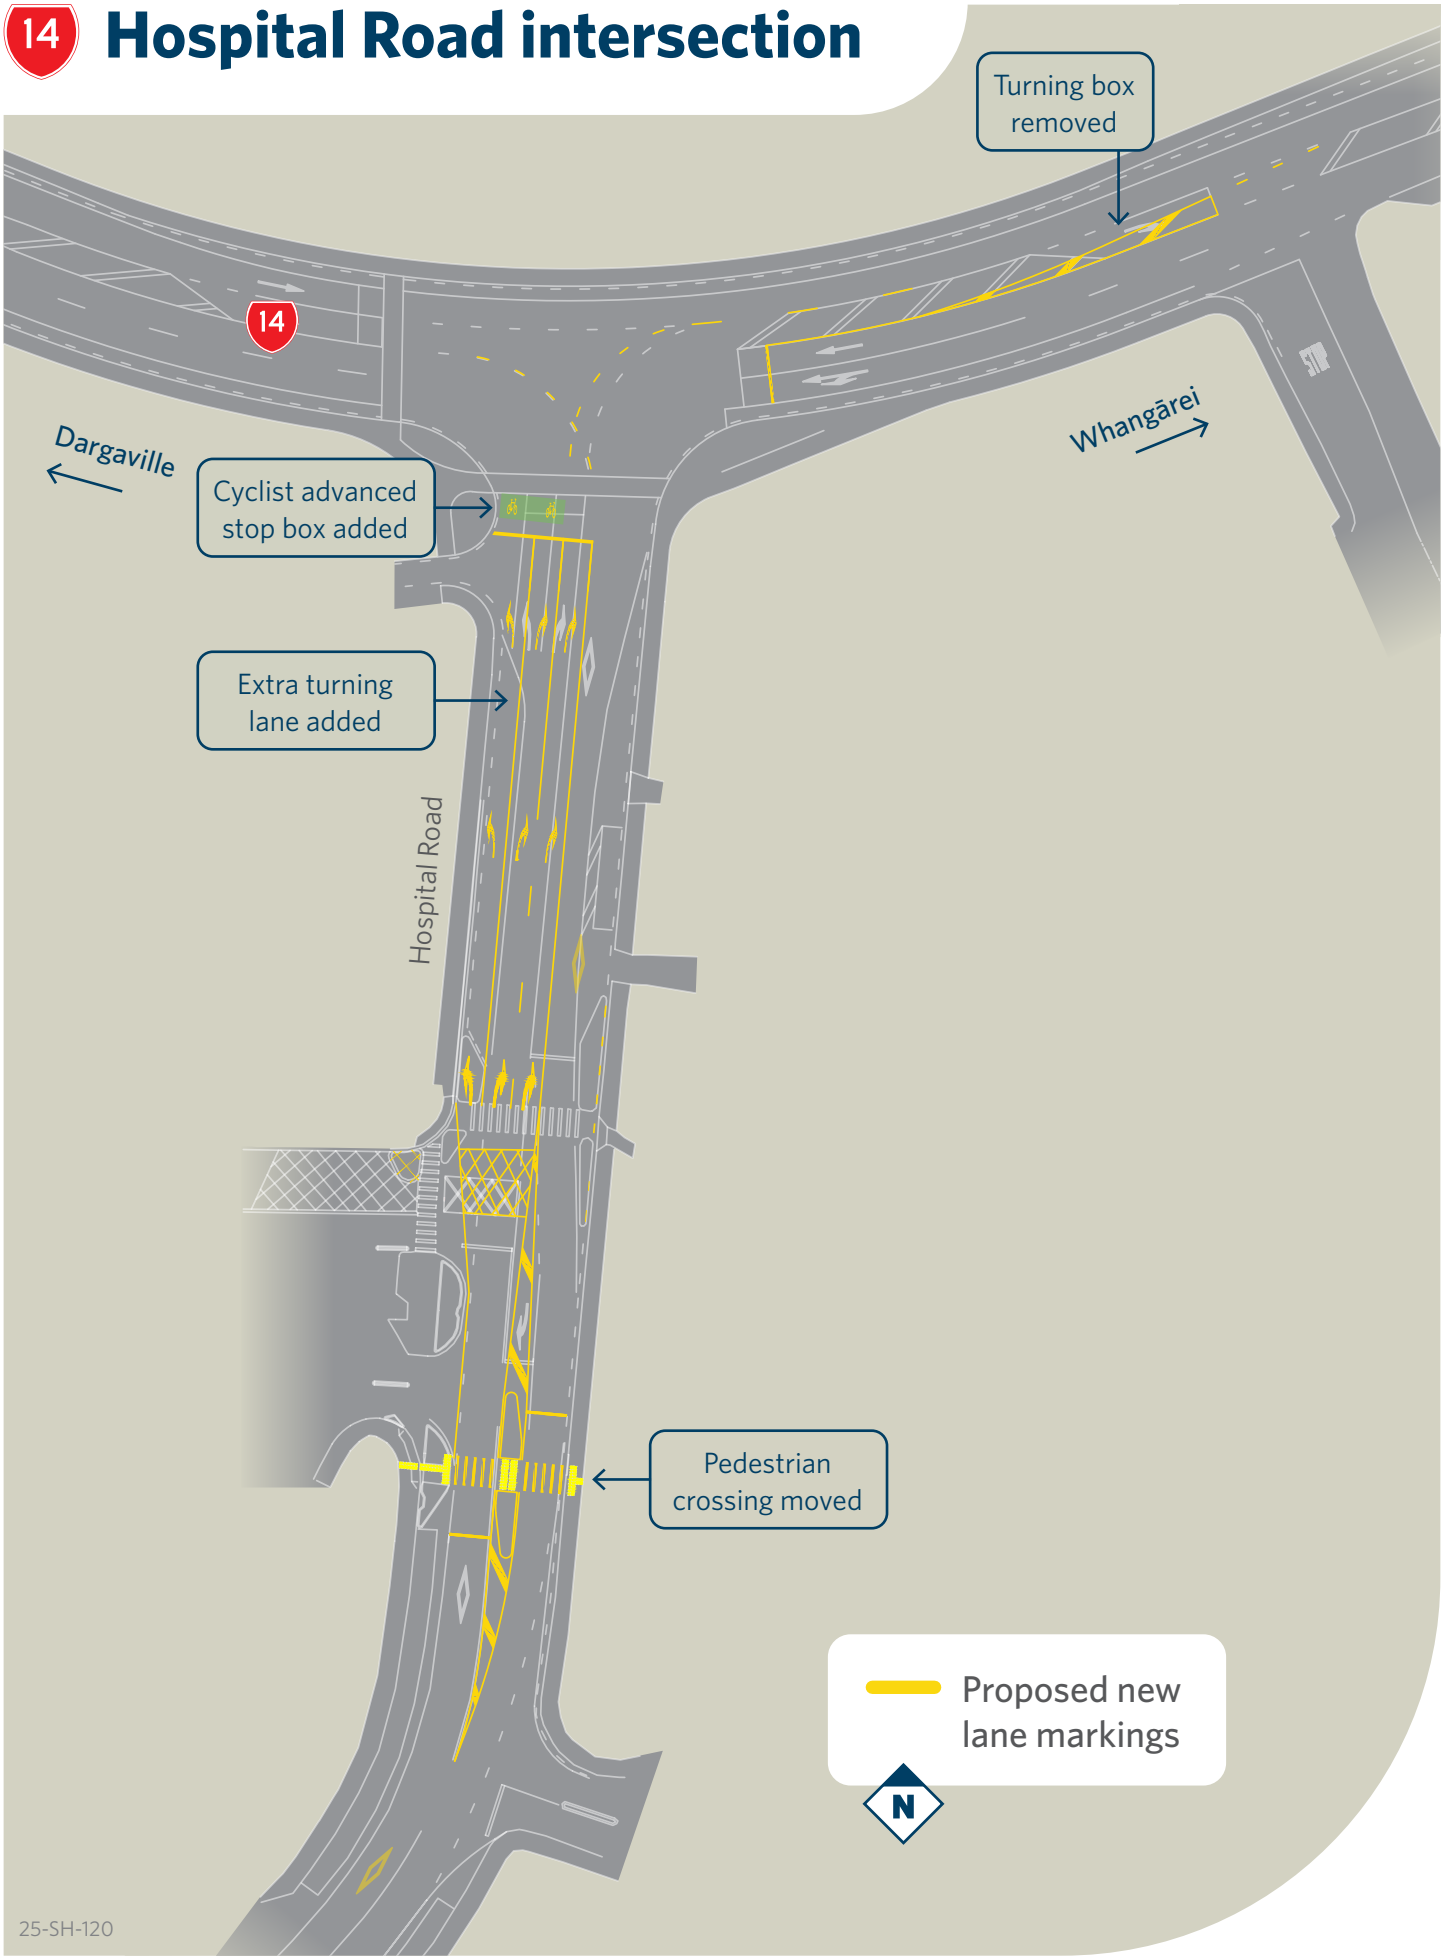 14 Hospital Road intersection
Turning box
removed
14
Dargaville
Whangārei
STOP
Cyclist advanced
stop box added
Extra turning
lane added
Hospital Road
Pedestrian
crossing moved
Proposed new
lane markings
N
25-SH-120